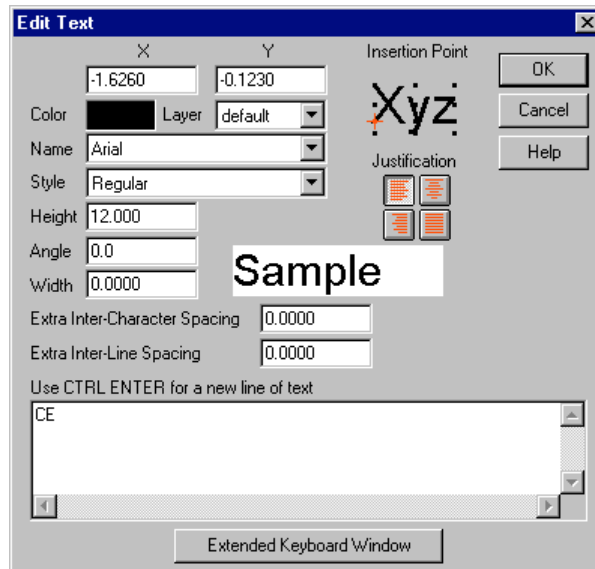 Edit Text
X Y Insertion Point
-1.6260 -0.1230 OK
Color Layer default Xyz Cancel
Name Arial Justification Help
Style Regular
Height 12.000
Angle 0.0
Width 0.0000 Sample
Extra Inter-Character Spacing 0.0000
Extra Inter-Line Spacing 0.0000
Use CTRL ENTER for a new line of text
CE
Extended Keyboard Window